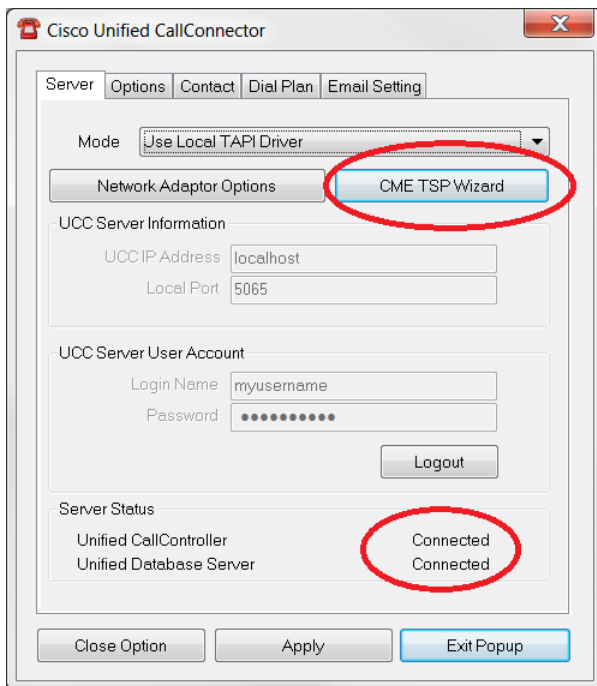 Cisco Unified CallConnector
X
Server Options Contact Dial Plan Email Setting
Mode Use Local TAPI Driver
Network Adaptor Options CME TSP Wizard
UCC Server Information
UCC IP Address localhost
Local Port 5065
UCC Server User Account
Login Name myusername
Password ●●●●●●●●●●
Logout
Server Status
Unified CallController Connected
Unified Database Server Connected
Close Option Apply Exit Popup